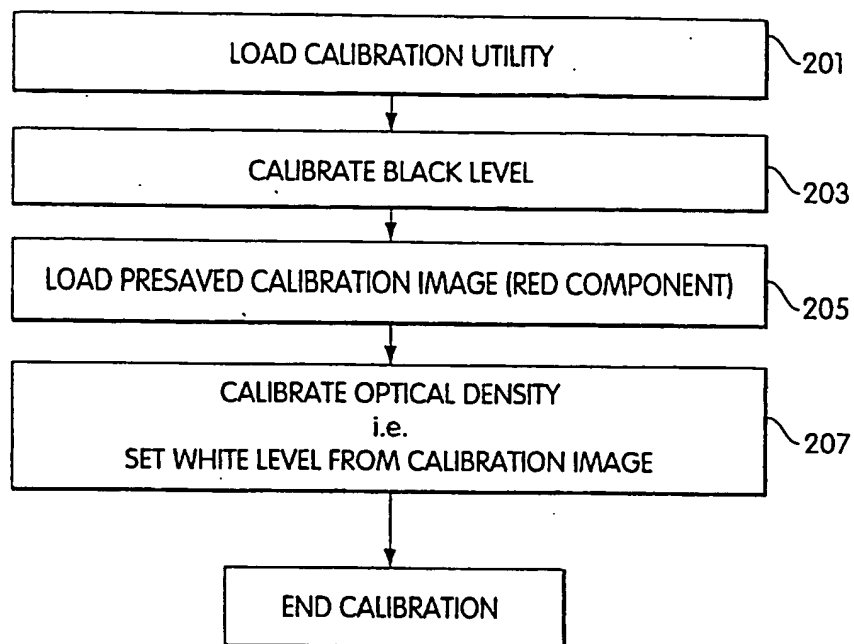 LOAD CALIBRATION UTILITY
201
CALIBRATE BLACK LEVEL
203
LOAD PRESAVED CALIBRATION IMAGE (RED COMPONENT)
205
CALIBRATE OPTICAL DENSITY
i.e.
SET WHITE LEVEL FROM CALIBRATION IMAGE
207
END CALIBRATION